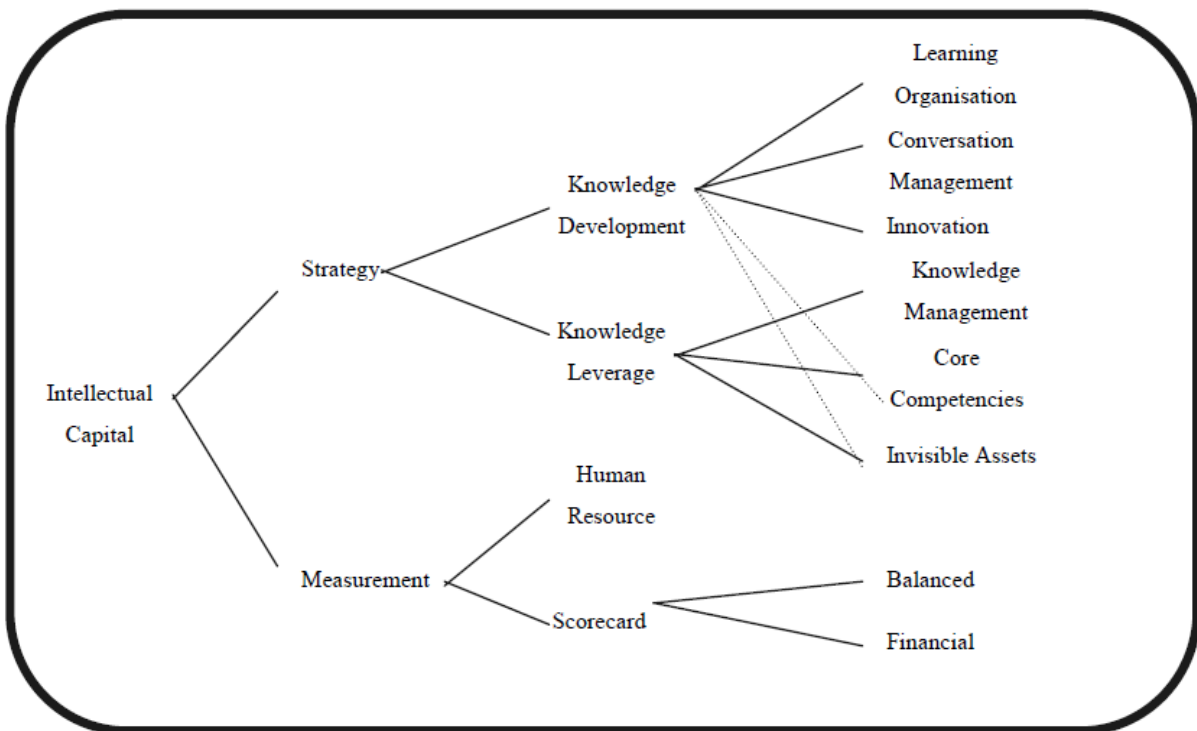 Learning
Organisation
Conversation
Management
Knowledge
Development
Innovation
Strategy
Knowledge
Management
Knowledge
Leverage
Core
Competencies
Intellectual
Capital
Invisible Assets
Human
Resource
Measurement
Balanced
Scorecard
Financial